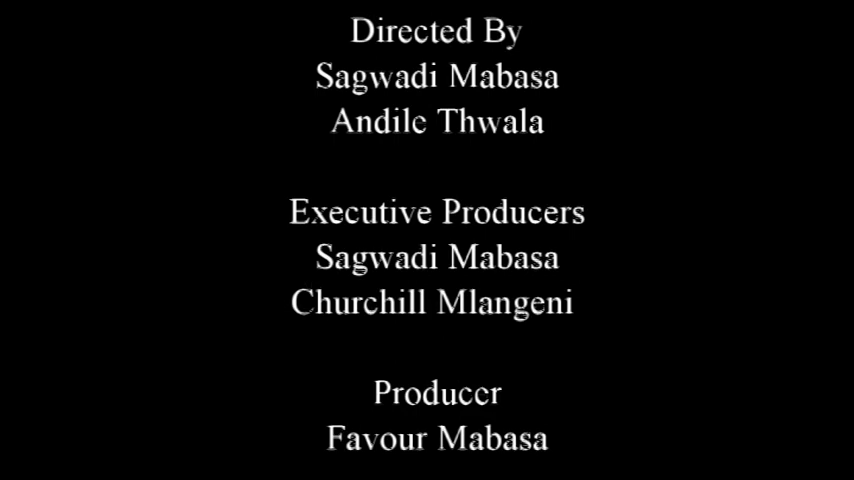 Directed By
Sagwadi Mabasa
Andile Thwala
Executive Producers
Sagwadi Mabasa
Churchill Mlangeni
Producer
Favour Mabasa